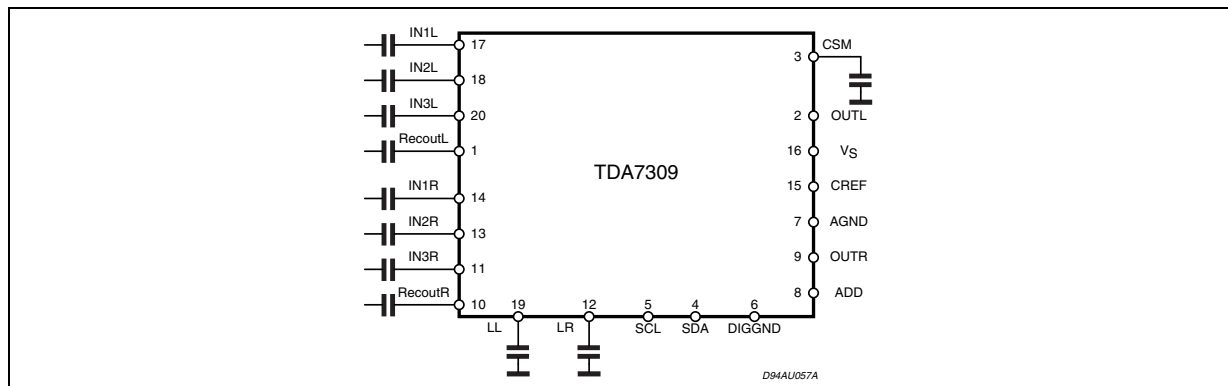 IN1L
17
IN2L
18
IN3L
20
RecoutL
1
IN1R
14
IN2R
13
IN3R
11
RecoutR
10
TDA7309
3 CSM
2 OUTL
16 VS
15 CREF
7 AGND
9 OUTR
8 ADD
19 12 5 4 6
LL LR SCL SDA DIGGND
D94AU057A